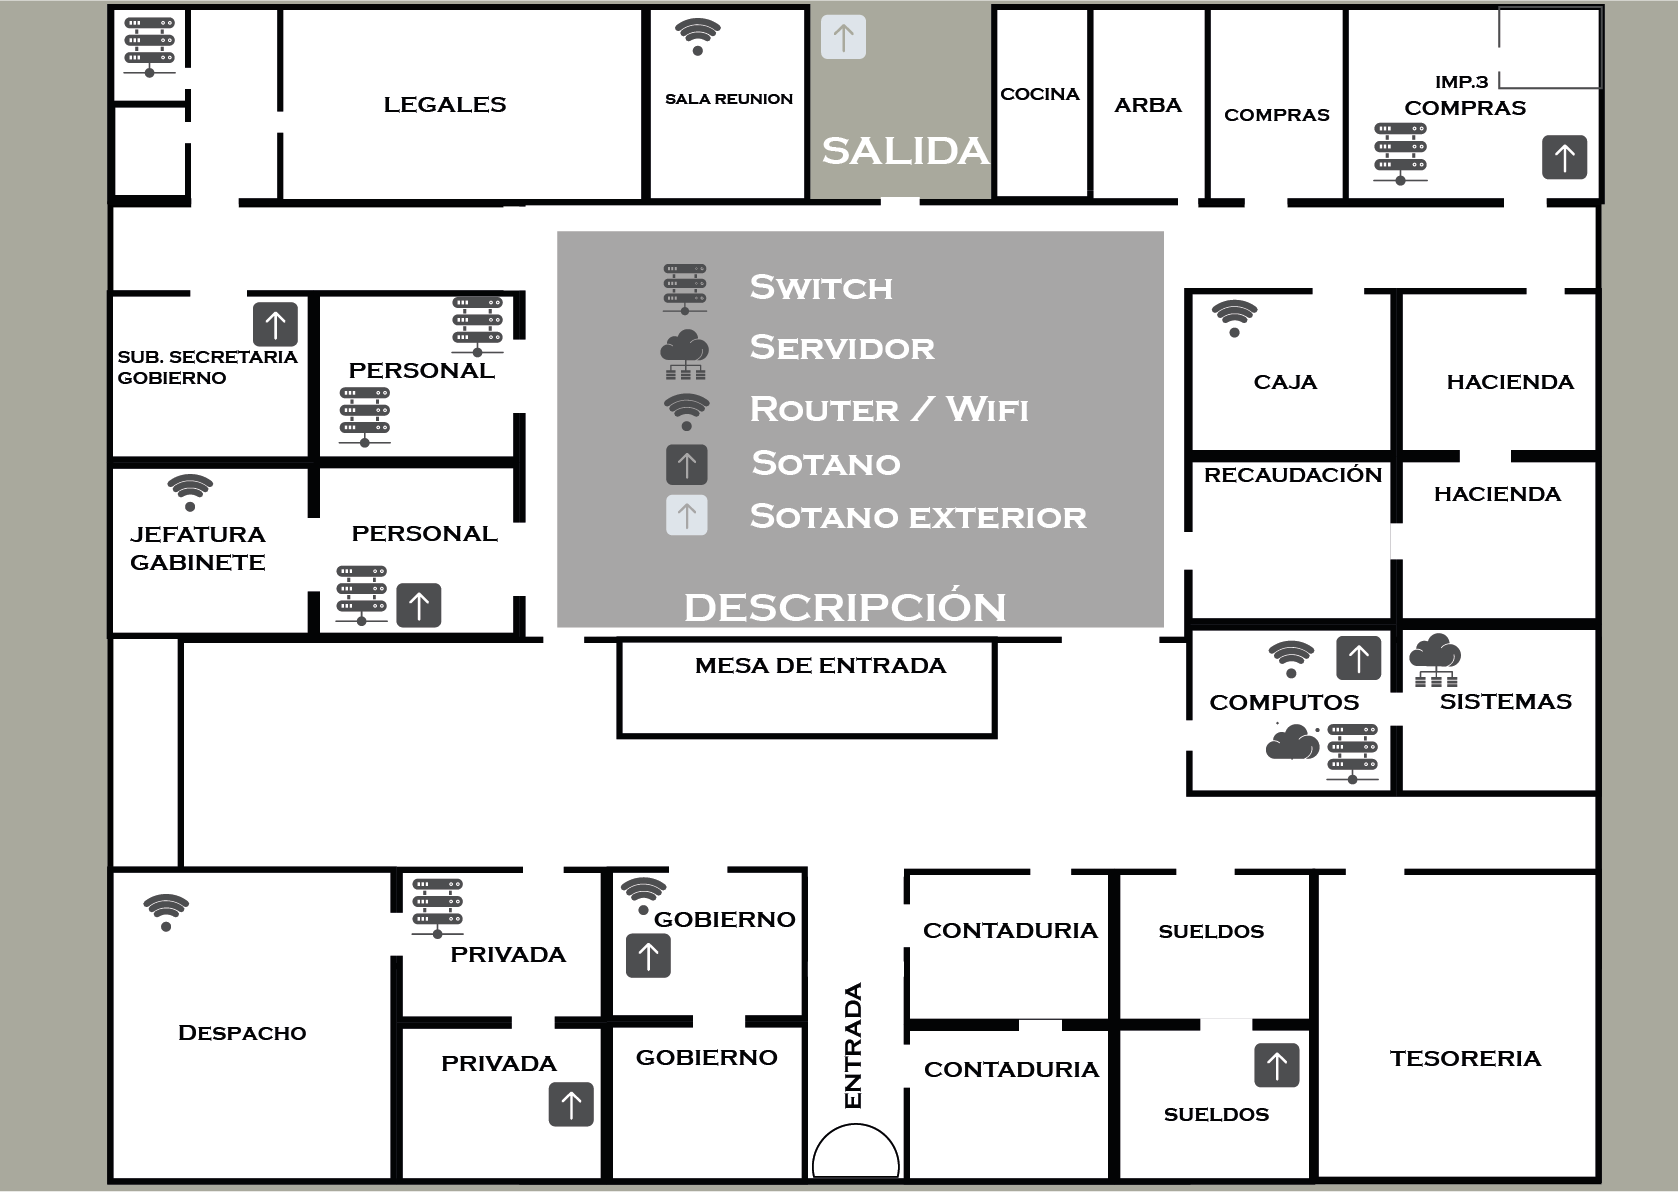 LEGALES
SALA REUNION
SALIDA
COCINA
ARBA
COMPRAS
IMP.3
COMPRAS
SUB. SECRETARIA
GOBIERNO
PERSONAL
JEFATURA
GABINETE
PERSONAL
SWITCH
SERVIDOR
ROUTER / WIFI
SOTANO
SOTANO EXTERIOR
DESCRIPCIÓN
CAJA
HACIENDA
RECAUDACIÓN
HACIENDA
MESA DE ENTRADA
COMPUTOS
SISTEMAS
DESPACHO
PRIVADA
GOBIERNO
PRIVADA
GOBIERNO
ENTRADA
CONTADURIA
SUELDOS
CONTADURIA
SUELDOS
TESORERIA